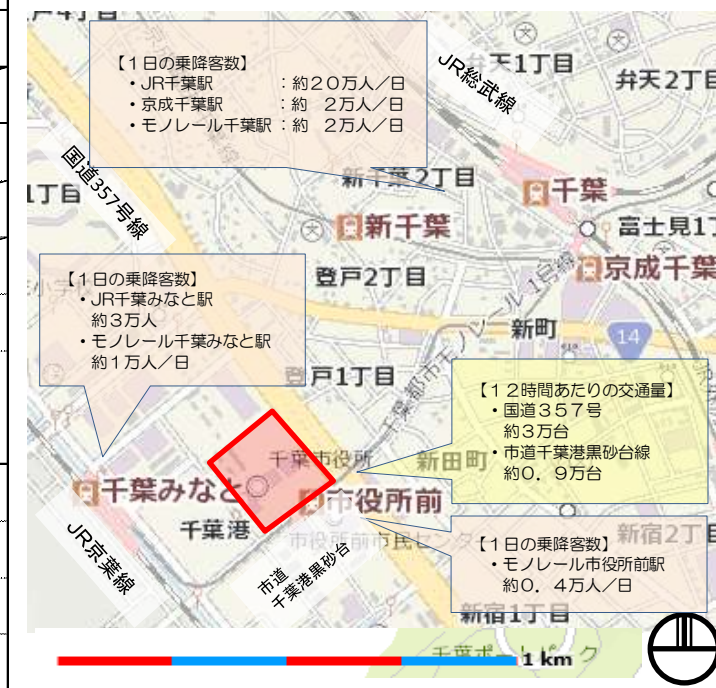 【1日の乗降客数】
・JR千葉駅　　　　：約20万人／日
・京成千葉駅　　　：約　2万人／日
・モノレール千葉駅：約　2万人／日
JR総武線
天1丁目
弁天2丁目
国道357号線
1丁目
新千葉2丁目
千葉
新千葉
富士見1丁
京成千葉
登戸2丁目
千葉都市モノレール1号線
新町
14
【1日の乗降客数】
・JR千葉みなと駅
約3万人
・モノレール千葉みなと駅
約1万人／日
登戸1丁目
【12時間あたりの交通量】
・国道357号
約3万台
・市道千葉港黒砂台線
約0．9万台
千葉市役所
新田町
千葉みなと
市役所前
千葉港
市役所前市民センタ
新宿2丁目
JR京葉線
市道
千葉港黒砂台
【1日の乗降客数】
・モノレール市役所前駅
約0．4万人／日
新宿1丁目
千葉ポートパーク
1 km